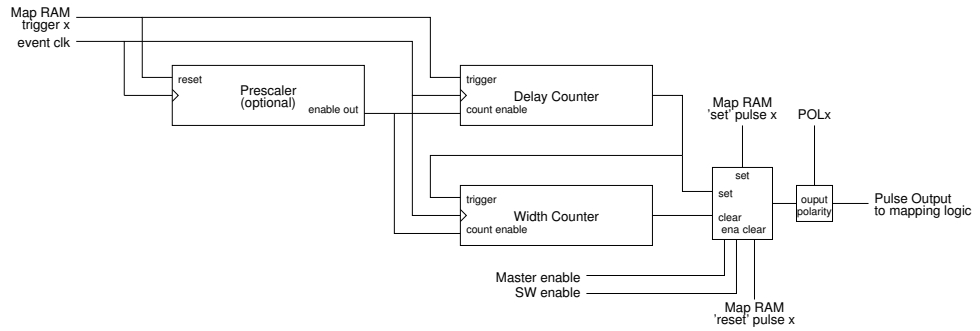 Map RAM
trigger x
event clk
reset
Prescaler
(optional)
enable out
trigger
Delay Counter
count enable
Map RAM
'set' pulse x
POLx
trigger
Width Counter
count enable
set
set
clear
ena clear
ouput
polarity
Pulse Output
to mapping logic
Master enable
SW enable
Map RAM
'reset' pulse x